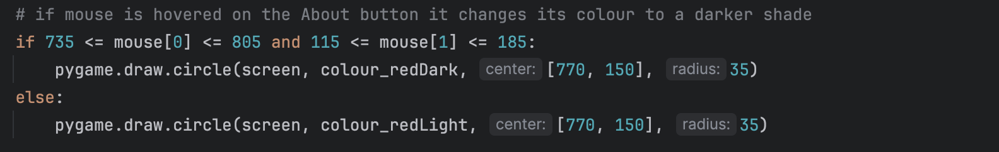 # if mouse is hovered on the About button it changes its colour to a darker shade
if 735 <= mouse[0] <= 805 and 115 <= mouse[1] <= 185:
    pygame.draw.circle(screen, colour_redDark, center: [770, 150], radius: 35)
else:
    pygame.draw.circle(screen, colour_redLight, center: [770, 150], radius: 35)